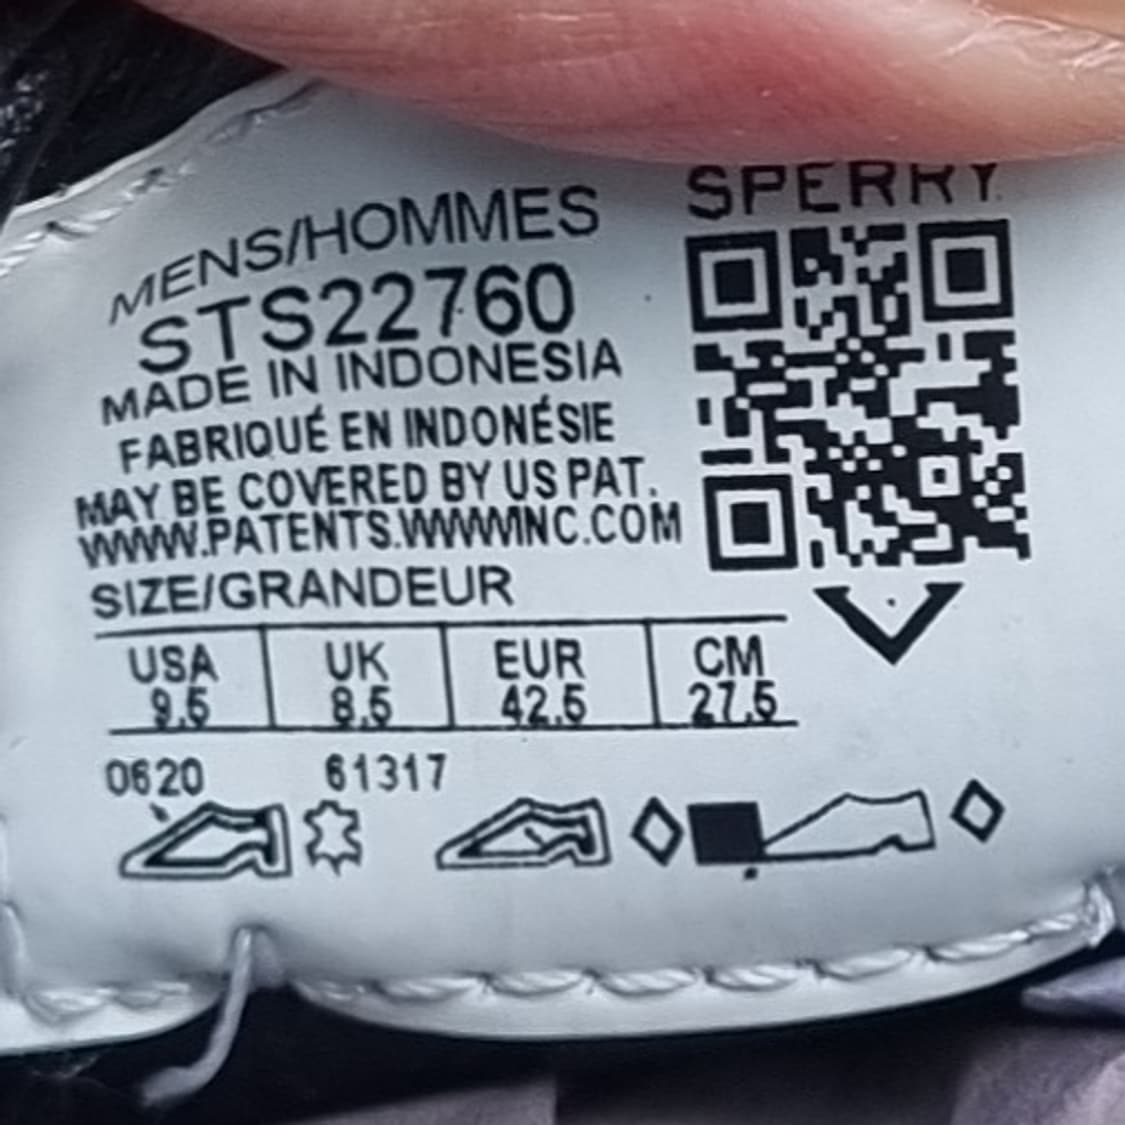 SPERRY
MENS/HOMMES
STS22760
MADE IN INDONESIA
FABRIQUÉ EN INDONÉSIE
MAY BE COVERED BY US PAT.
WWW.PATENTS.WWWINC.COM
SIZE/GRANDEUR
USA UK EUR CM
9.5 8.5 42.5 27.5
0620 61317